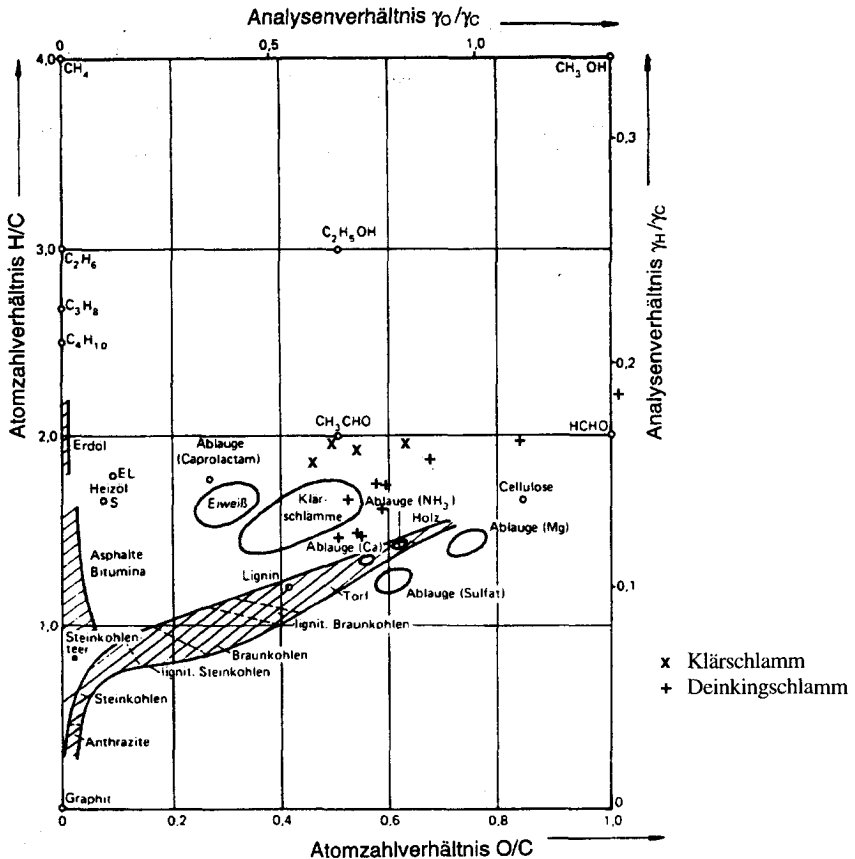 Analysenverhältnis γO/γC
0
0,5
1,0
4,0
CH4
CH3 OH
0,3
Atomzahlverhältnis H/C
Analysenverhältnis γH/γC
3,0
C2H5OH
C2H6
C3H8
C4H10
0,2
2,0
Erdöl
CH3CHO
HCHO
Ablauge
(Caprolactam)
EL
Heizöl
S
Eiweiß
Klär-
schlämme
Ablauge (NH3)
Holz
Cellulose
Ablauge (Mg)
Asphalte
Bitumina
Ablauge (Ca)
Lignin
Torf
Ablauge (Sulfat)
0,1
1,0
lignit. Braunkohlen
Steinkohlen
teer
Braunkohlen
lignit. Steinkohlen
Steinkohlen
Anthrazite
Graphit
0
0
0,2
0,4
0,6
0,8
1,0
Atomzahlverhältnis O/C
x Klärschlamm
+ Deinkingschlamm